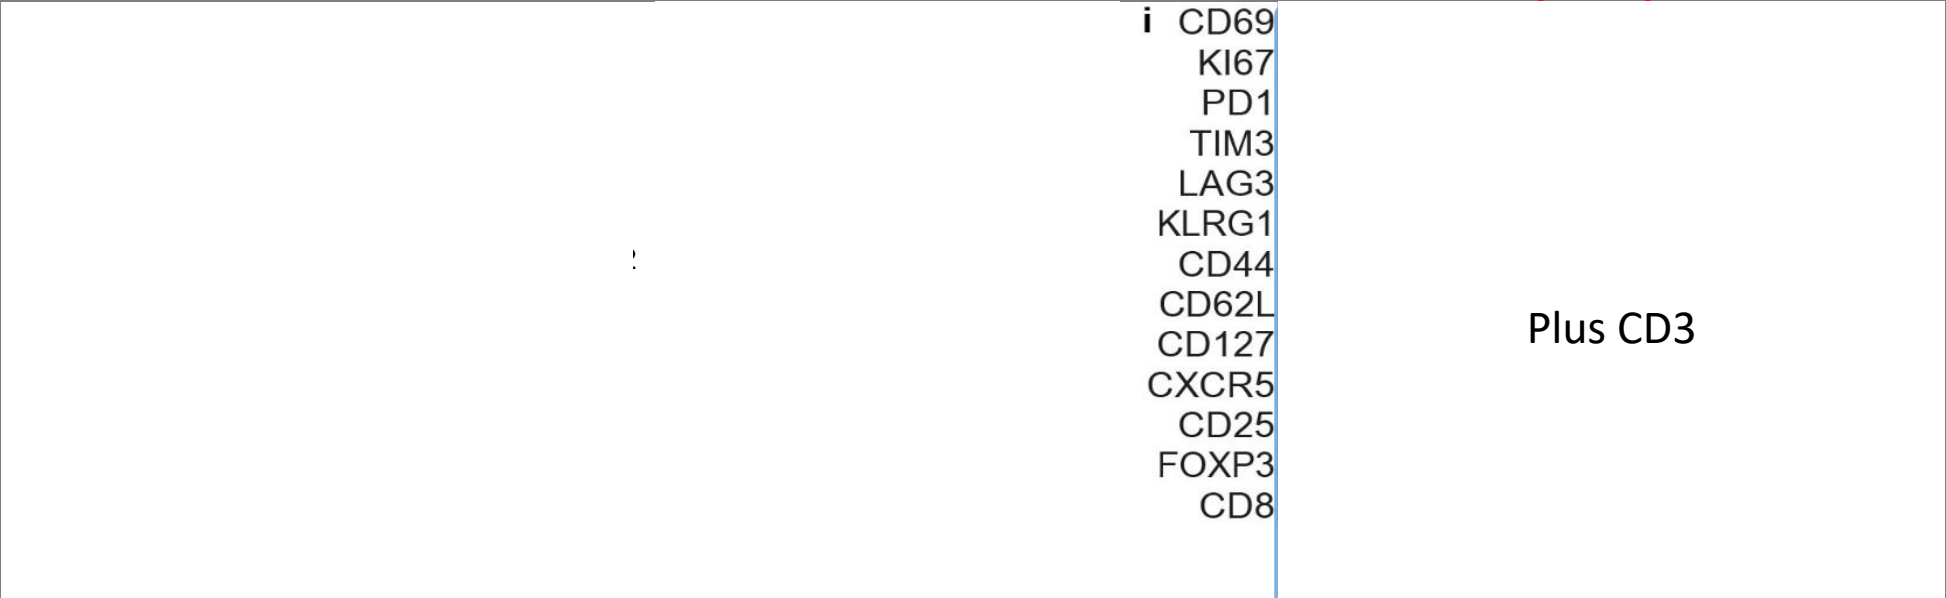 i CD69
KI67
PD1
TIM3
LAG3
KLRG1
CD44
CD62L
CD127
CXCR5
CD25
FOXP3
CD8
Plus CD3